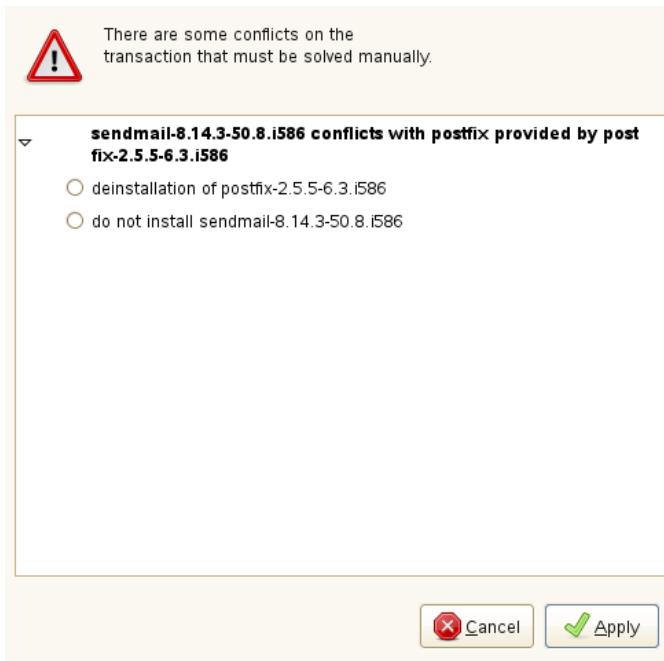 There are some conflicts on the
transaction that must be solved manually.
sendmail-8.14.3-50.8.i586 conflicts with postfix provided by post
fix-2.5.5-6.3.i586
deinstallation of postfix-2.5.5-6.3.i586
do not install sendmail-8.14.3-50.8.i586
Cancel
Apply